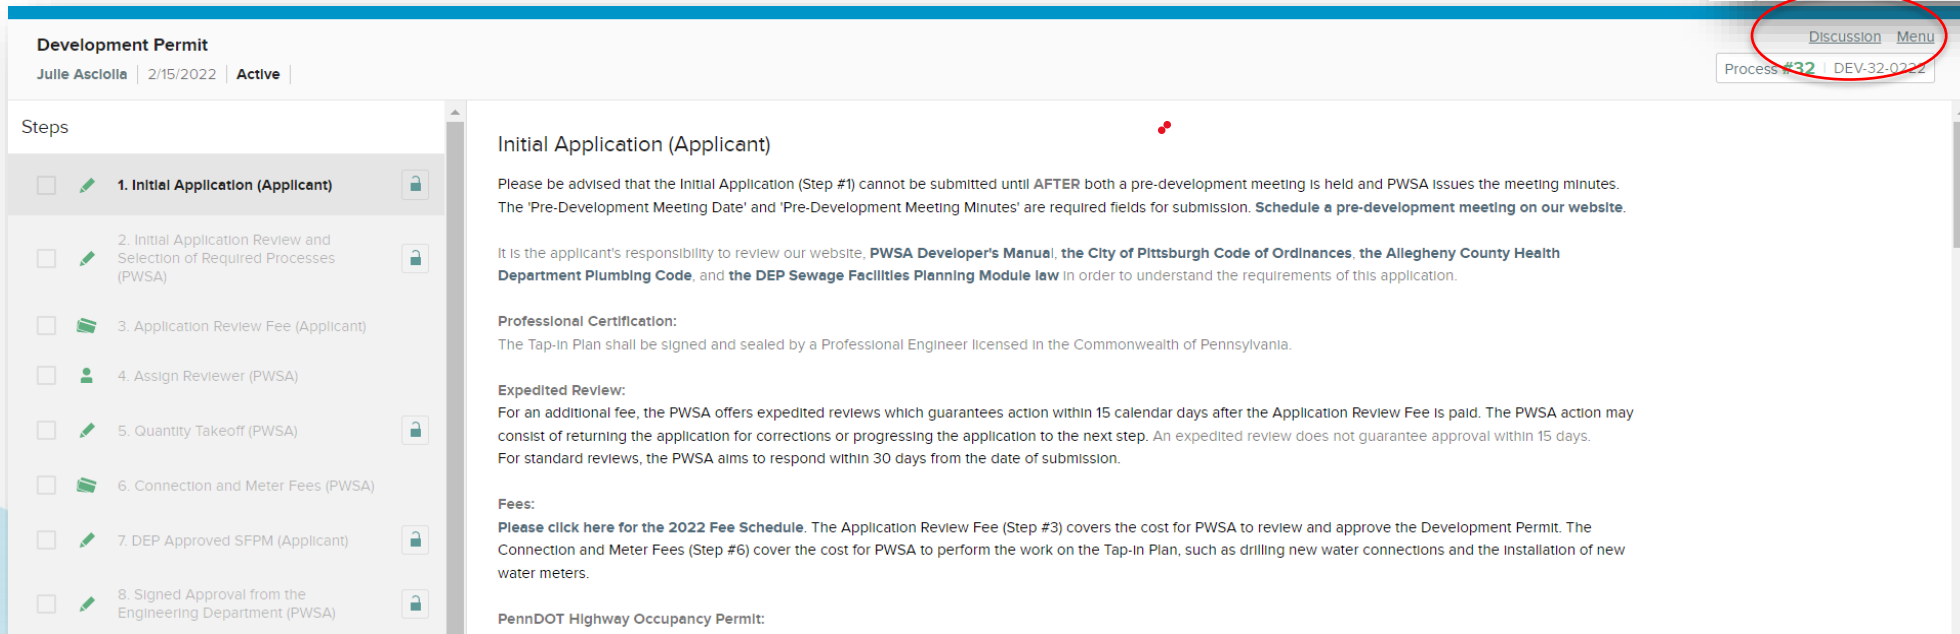 Discussion Menu
Development Permit
Julie Asciolla 2/15/2022 Active
Process #32 DEV-32-0222
Steps
1. Initial Application (Applicant)
2. Initial Application Review and
Selection of Required Processes
(PWSA)
3. Application Review Fee (Applicant)
4. Assign Reviewer (PWSA)
5. Quantity Takeoff (PWSA)
6. Connection and Meter Fees (PWSA)
7. DEP Approved SFPM (Applicant)
8. Signed Approval from the
Engineering Department (PWSA)
Initial Application (Applicant)
Please be advised that the Initial Application (Step #1) cannot be submitted until AFTER both a pre-development meeting is held and PWSA issues the meeting minutes.
The 'Pre-Development Meeting Date' and 'Pre-Development Meeting Minutes' are required fields for submission. Schedule a pre-development meeting on our website.
It is the applicant's responsibility to review our website, PWSA Developer's Manual, the City of Pittsburgh Code of Ordinances, the Allegheny County Health
Department Plumbing Code, and the DEP Sewage Facilities Planning Module law in order to understand the requirements of this application.
Professional Certification:
The Tap-in Plan shall be signed and sealed by a Professional Engineer licensed in the Commonwealth of Pennsylvania.
Expedited Review:
For an additional fee, the PWSA offers expedited reviews which guarantees action within 15 calendar days after the Application Review Fee is paid. The PWSA action may
consist of returning the application for corrections or progressing the application to the next step. An expedited review does not guarantee approval within 15 days.
For standard reviews, the PWSA aims to respond within 30 days from the date of submission.
Fees:
Please click here for the 2022 Fee Schedule. The Application Review Fee (Step #3) covers the cost for PWSA to review and approve the Development Permit. The
Connection and Meter Fees (Step #6) cover the cost for PWSA to perform the work on the Tap-in Plan, such as drilling new water connections and the installation of new
water meters.
PennDOT Highway Occupancy Permit: